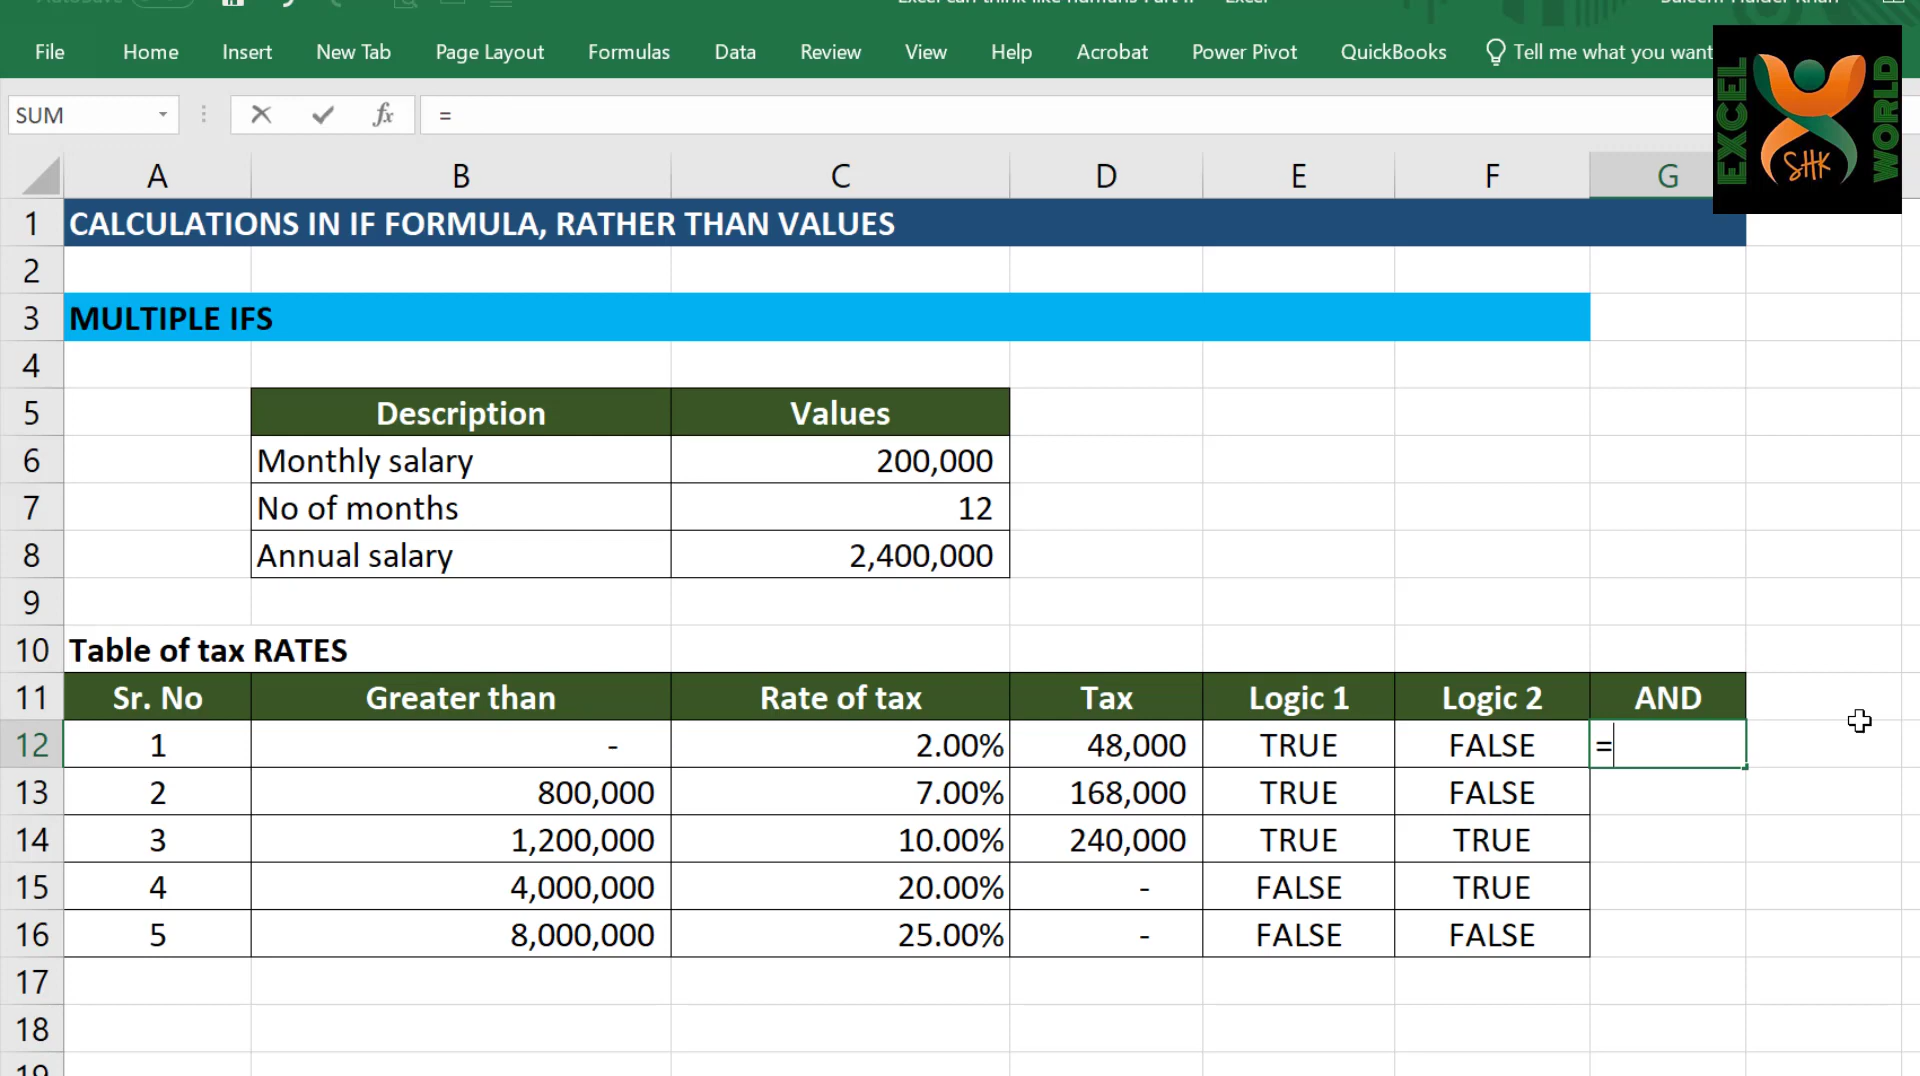 File Home Insert New Tab Page Layout Formulas Data Review View Help Acrobat Power Pivot QuickBooks Tell me what you want
SUM fx =
EXCEL WORLD
SHK
A B C D E F G
1 CALCULATIONS IN IF FORMULA, RATHER THAN VALUES
2
3 MULTIPLE IFS
4
5 Description Values
6 Monthly salary 200,000
7 No of months 12
8 Annual salary 2,400,000
9
10 Table of tax RATES
11 Sr. No Greater than Rate of tax Tax Logic 1 Logic 2 AND
12 1 - 2.00% 48,000 TRUE FALSE =
13 2 800,000 7.00% 168,000 TRUE FALSE
14 3 1,200,000 10.00% 240,000 TRUE TRUE
15 4 4,000,000 20.00% - FALSE TRUE
16 5 8,000,000 25.00% - FALSE FALSE
17
18
19